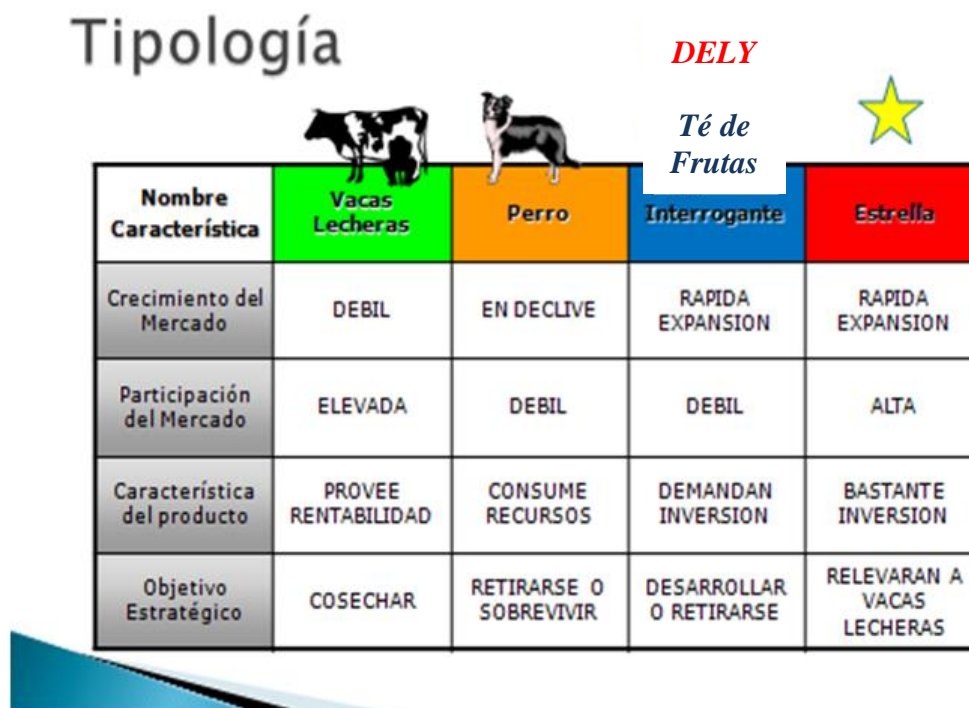 Tipología
DELY
Té de
Frutas
Nombre
Característica
Vacas
Lecheras
Perro
Interrogante
Estrella
Crecimiento del
Mercado
DEBIL
EN DECLIVE
RAPIDA
EXPANSION
RAPIDA
EXPANSION
Participación
del Mercado
ELEVADA
DEBIL
DEBIL
ALTA
Característica
del producto
PROVEE
RENTABILIDAD
CONSUME
RECURSOS
DEMANDAN
INVERSION
BASTANTE
INVERSION
Objetivo
Estratégico
COSECHAR
RETIRARSE O
SOBREVIVIR
DESARROLLAR
O RETIRARSE
RELEVARAN A
VACAS
LECHERAS